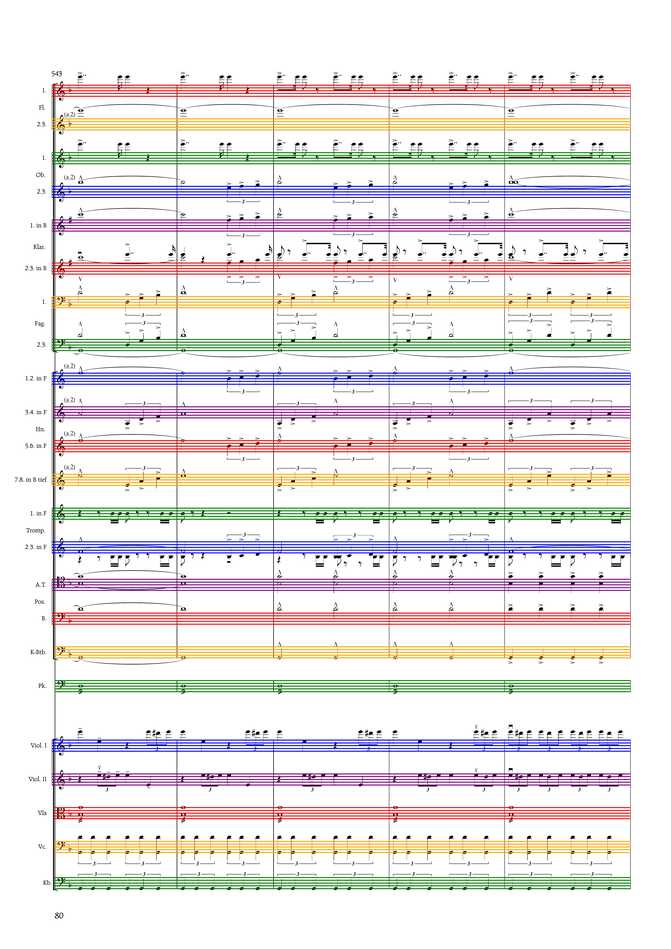 543
1.
Fl.
(a 2)
2.3.
1.
Ob.
(a 2)
2.3.
1. in B
Klar.
2.3. in B
1.
Fag.
2.3.
(a 2)
1.2. in F
(a 2)
3.4. in F
Hn.
(a 2)
5.6. in F
(a 2)
7.8. in B tief
1. in F
Tromp.
2.3. in F
A.T.
Pos.
B.
K-Btb.
Pk.
Viol. I
Viol. II
Vla
Vc.
Kb.
80